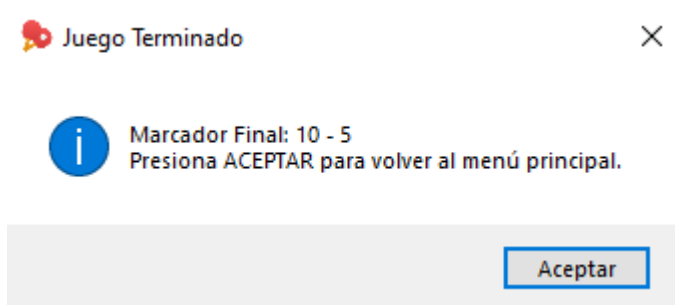 Juego Terminado
Marcador Final: 10 - 5
Presiona ACEPTAR para volver al menú principal.
Aceptar